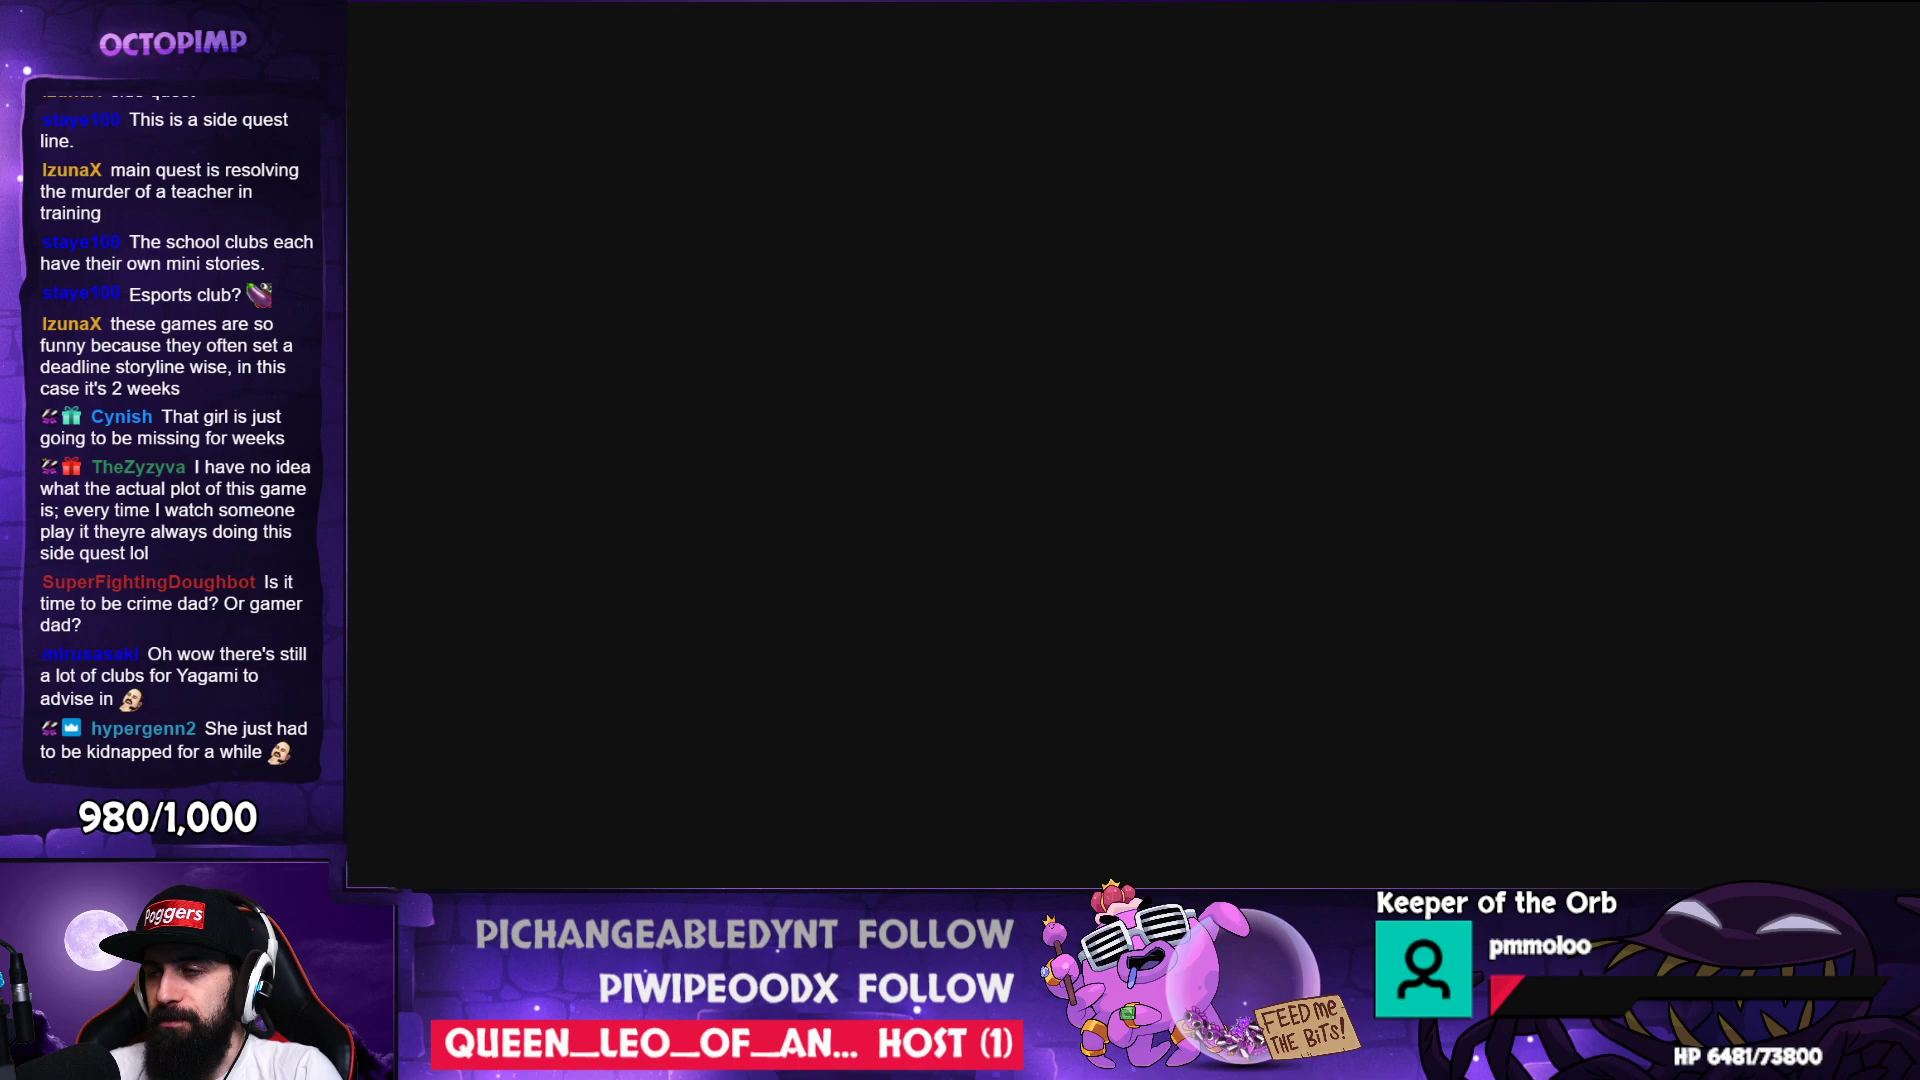 OCTOPIMP
staye100 This is a side quest
line.
IzunaX main quest is resolving
the murder of a teacher in
training
staye100 The school clubs each
have their own mini stories.
staye100 Esports club?
IzunaX these games are so
funny because they often set a
deadline storyline wise, in this
case it's 2 weeks
Cynish That girl is just
going to be missing for weeks
TheZyzyva I have no idea
what the actual plot of this game
is; every time I watch someone
play it theyre always doing this
side quest lol
SuperFightingDoughbot Is it
time to be crime dad? Or gamer
dad?
mirusasaki Oh wow there's still
a lot of clubs for Yagami to
advise in
hypergenn2 She just had
to be kidnapped for a while
980/1,000
Poggers
PICHANGEABLEDYNT FOLLOW
PIWIPEOODX FOLLOW
QUEEN_LEO_OF_AN... HOST (1)
FEED ME
THE BITS!
Keeper of the Orb
pmmoloo
HP 6481/73800